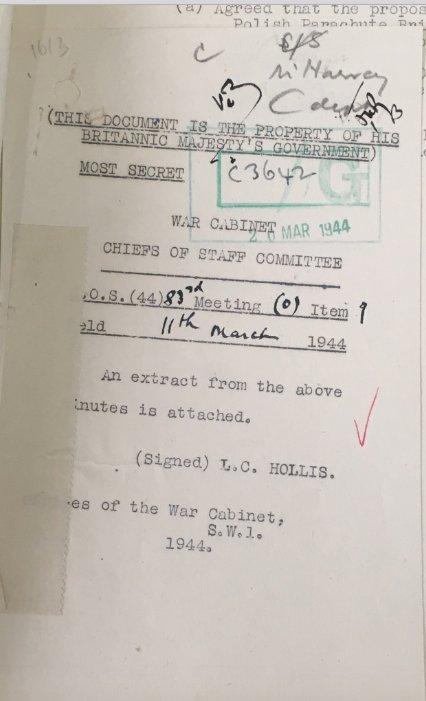 (a) Agreed that the propos
Polish Parachute Bri
1613
C
Mr Harvey
(THIS DOCUMENT IS THE PROPERTY OF HIS
BRITANNIC MAJESTY'S GOVERNMENT)
MOST SECRET
C3642
G
WAR CABINET
20 MAR 1944
CHIEFS OF STAFF COMMITTEE
.O.S.(44) 83rd Meeting (O) Item 9
eld 11th March 1944
An extract from the above
inutes is attached.
(Signed) L.C. HOLLIS.
es of the War Cabinet,
S.W.1.
1944.